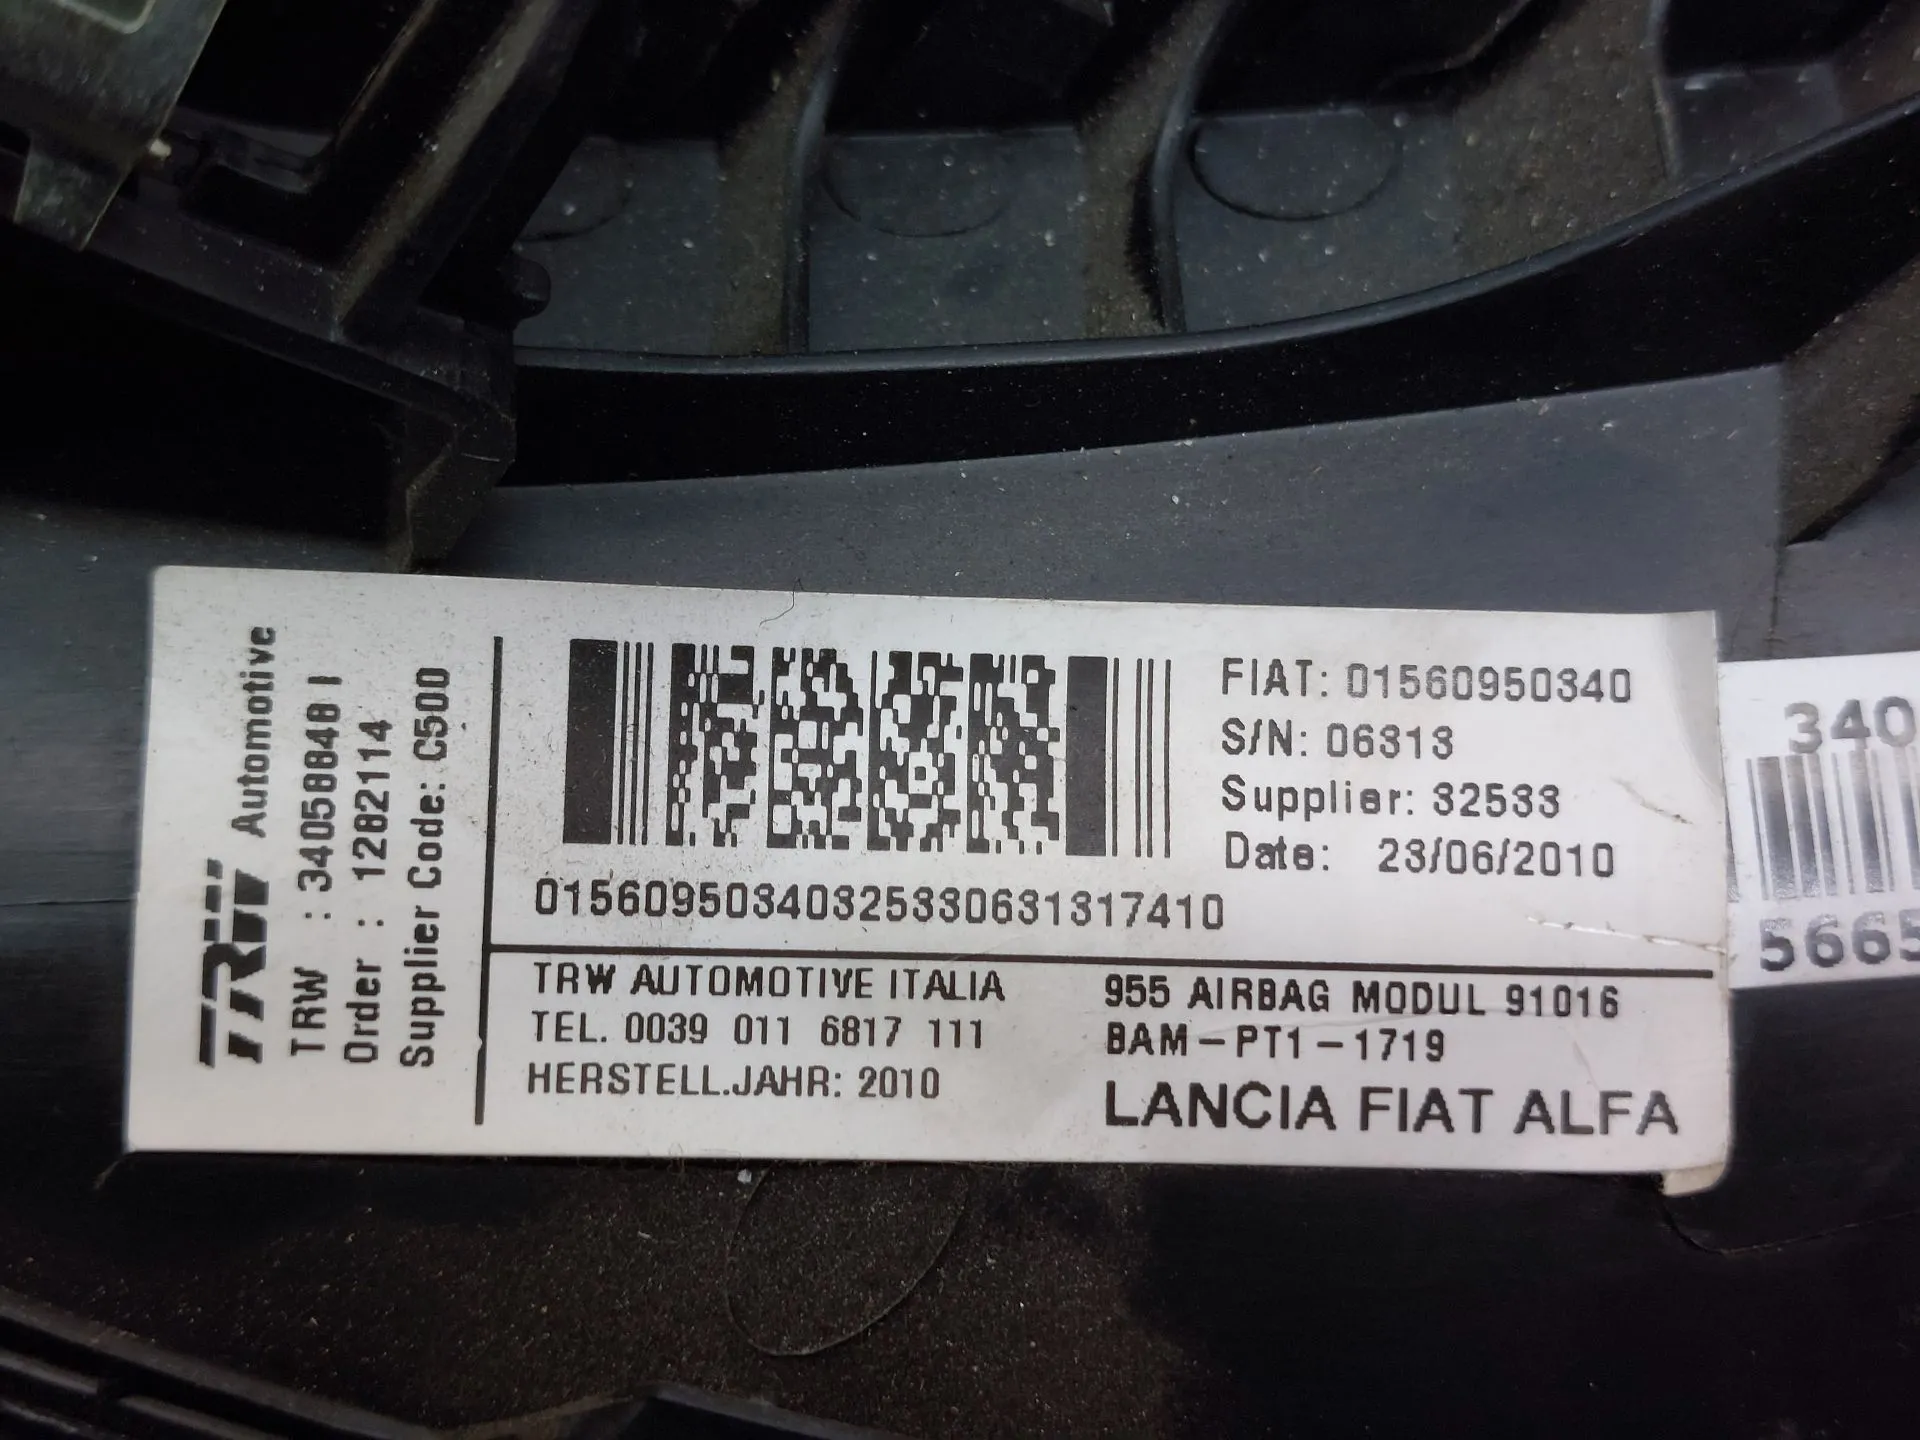 TRW Automotive
TRW : 34058848 I
Order : 1282114
Supplier Code: C500
FIAT: 01560950340
S/N: 06313
Supplier: 32533
Date: 23/06/2010
01560950340325330631317410
TRW AUTOMOTIVE ITALIA
TEL. 0039 011 6817 111
HERSTELL.JAHR: 2010
955 AIRBAG MODUL 91016
BAM-PT1-1719
LANCIA FIAT ALFA
340
5665